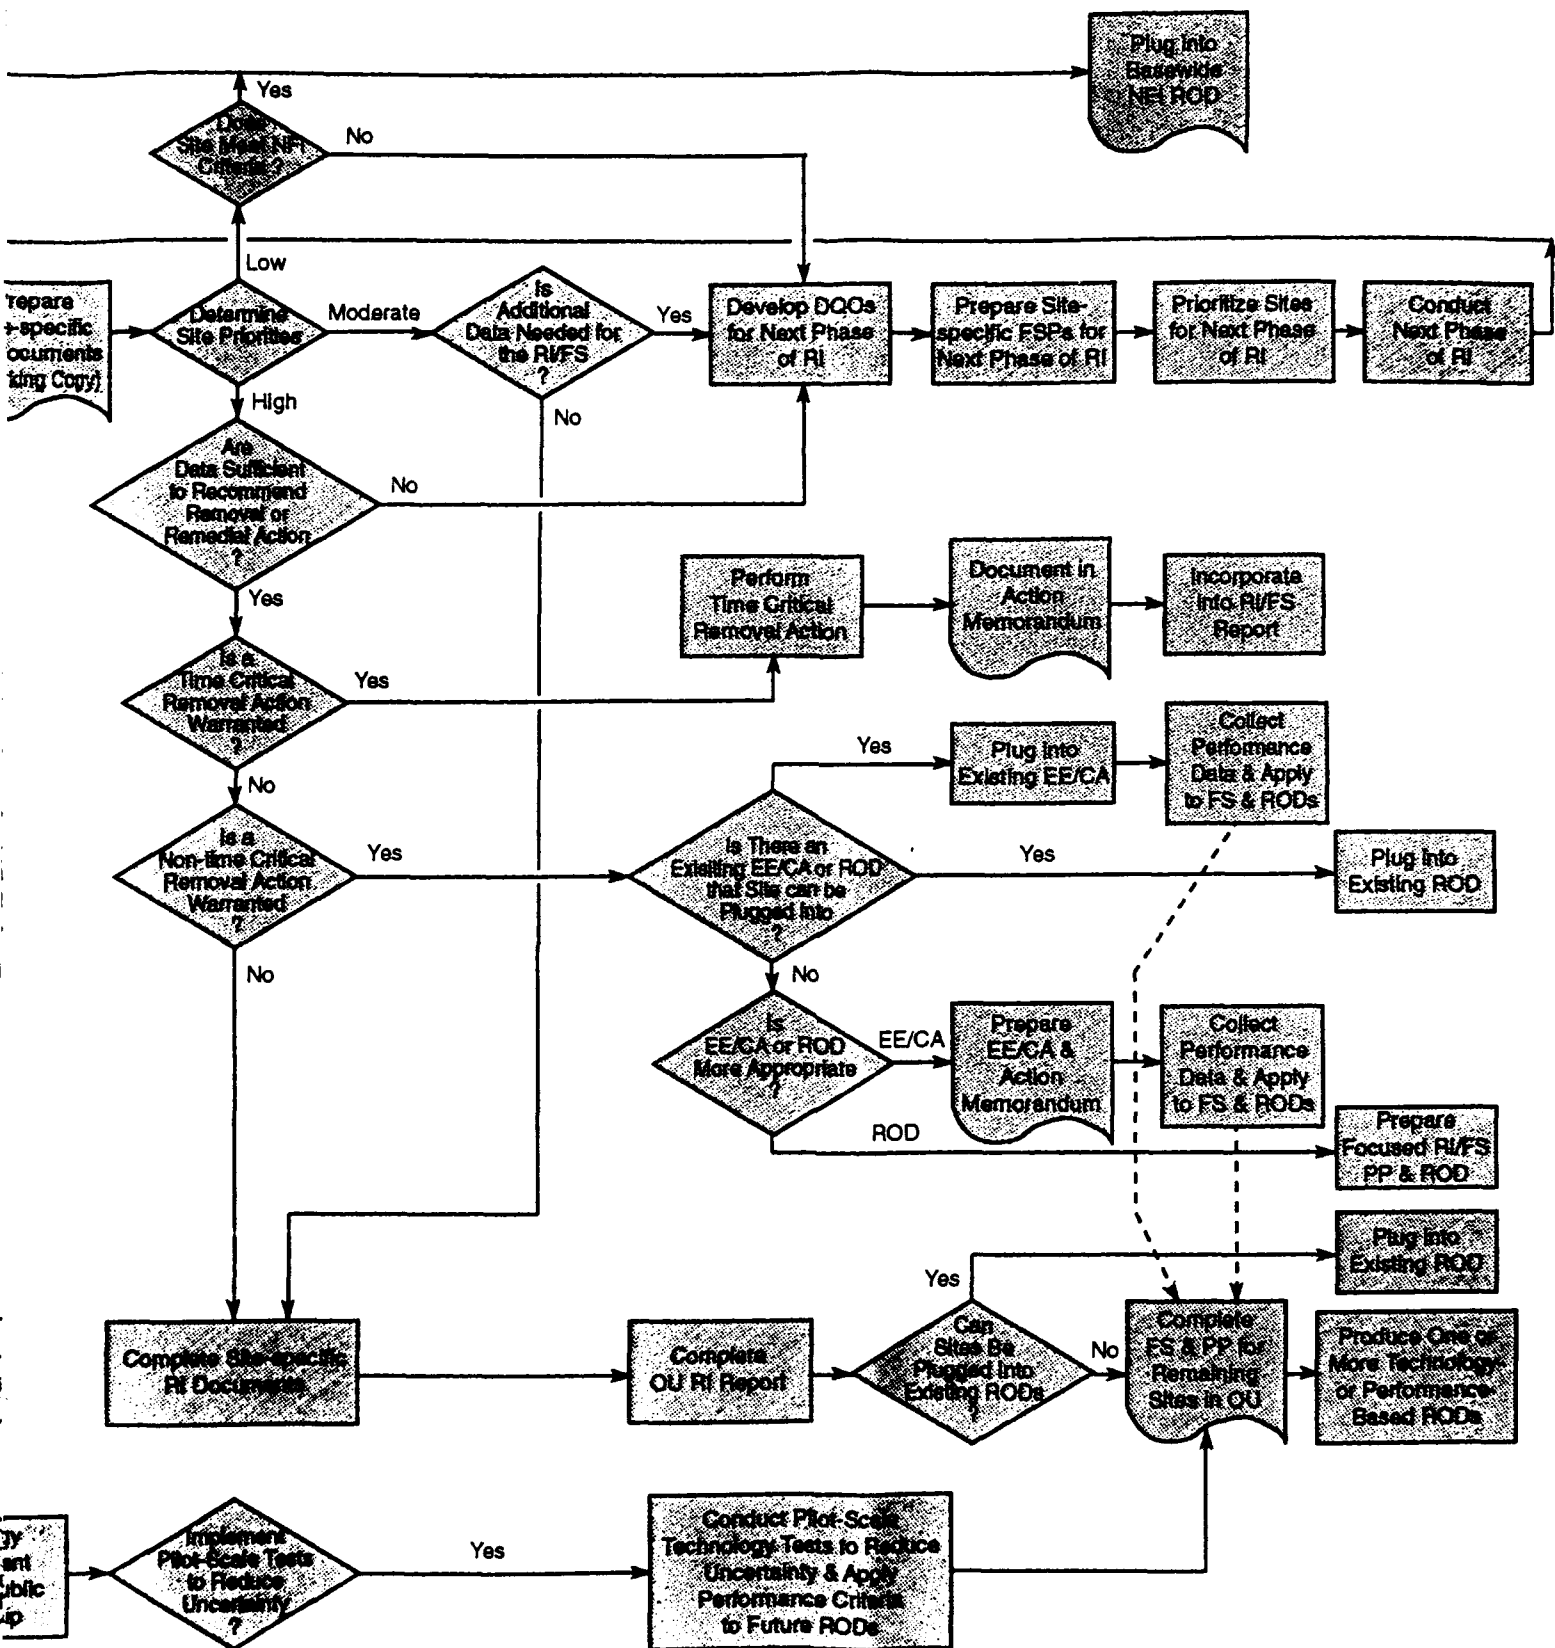 Plug into
Basewide
NFI ROD
Yes
Does
Site Meet NFI
Criteria ?
No
Low
repare
specific
ocuments
king Copy)
Determine
Site Priorities
Moderate
Is
Additional
Data Needed for
the RI/FS
?
Yes
Develop DQOs
for Next Phase
of RI
Prepare Site-
specific FSPs for
Next Phase of RI
Prioritize Sites
for Next Phase
of RI
Conduct
Next Phase
of RI
High
No
Are
Data Sufficient
to Recommend
Removal or
Remedial Action
?
No
Yes
Perform
Time Critical
Removal Action
Document in
Action
Memorandum
Incorporate
into RI/FS
Report
Is a
Time Critical
Removal Action
Warranted
?
Yes
No
Yes
Plug into
Existing EE/CA
Collect
Performance
Data & Apply
to FS & RODs
Is a
Non-time Critical
Removal Action
Warranted
?
Yes
Is There an
Exisiting EE/CA or ROD
that Site can be
Plugged Into
?
Yes
Plug into
Existing ROD
No
No
Is
EE/CA or ROD
More Appropriate
?
EE/CA
Prepare
EE/CA &
Action
Memorandum
Collect
Performance
Data & Apply
to FS & RODs
ROD
Prepare
Focused RI/FS
PP & ROD
Plug into
Existing ROD
Yes
Complete Site-specific
RI Documents
Complete
OU RI Report
Can
Sites Be
Plugged Into
Existing RODs
?
No
Complete
FS & PP for
Remaining
Sites in OU
Produce One or
More Technology-
or Performance-
Based RODs
gy
ent
ublic
up
Implement
Pilot-Scale Tests
to Reduce
Uncertainty
?
Yes
Conduct Pilot-Scale
Technology Tests to Reduce
Uncertainty & Apply
Performance Criteria
to Future RODs